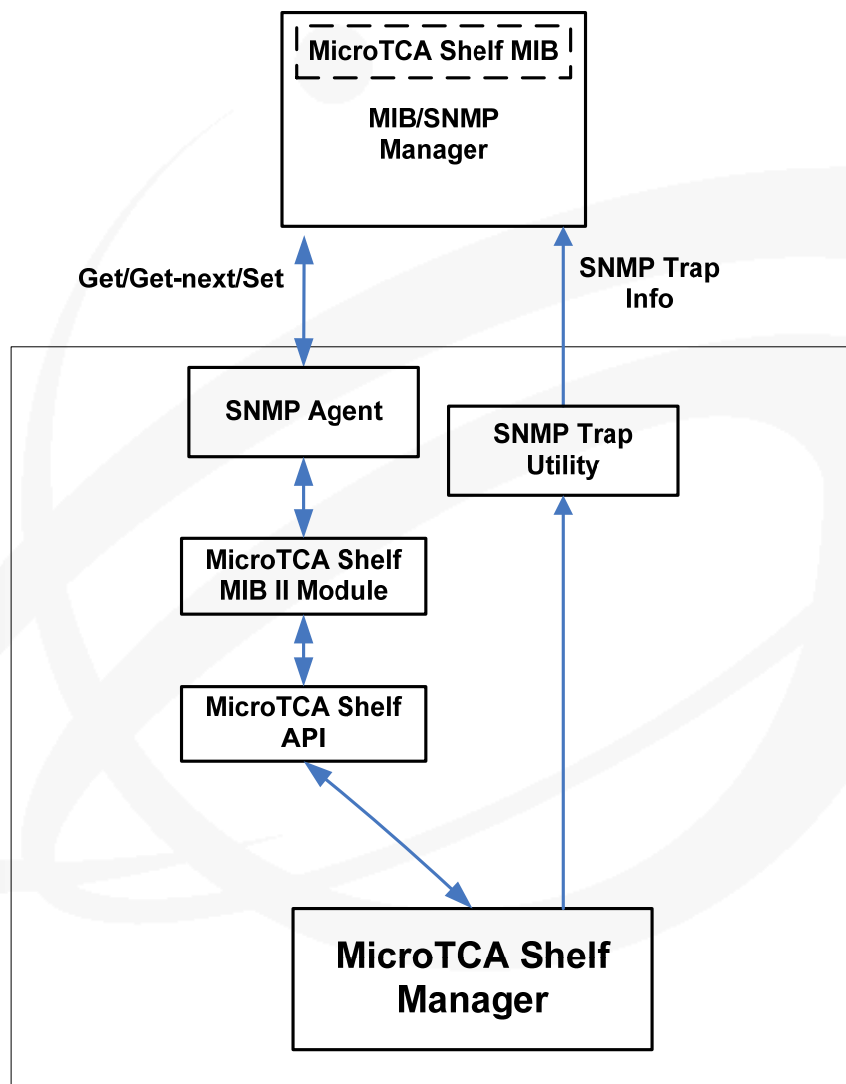 MicroTCA Shelf MIB
MIB/SNMP
Manager
Get/Get-next/Set
SNMP Trap
Info
SNMP Agent
SNMP Trap
Utility
MicroTCA Shelf
MIB II Module
MicroTCA Shelf
API
MicroTCA Shelf
Manager